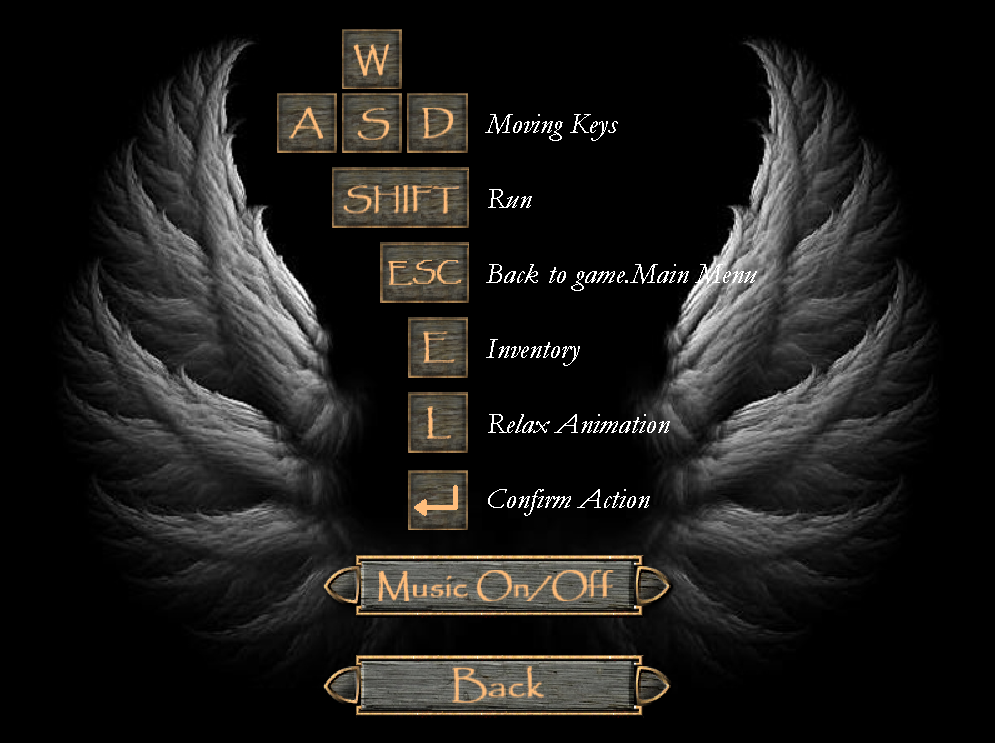 W
A S D Moving Keys
SHIFT Run
ESC Back to game.Main Menu
E Inventory
L Relax Animation
Confirm Action
Music On/Off
Back